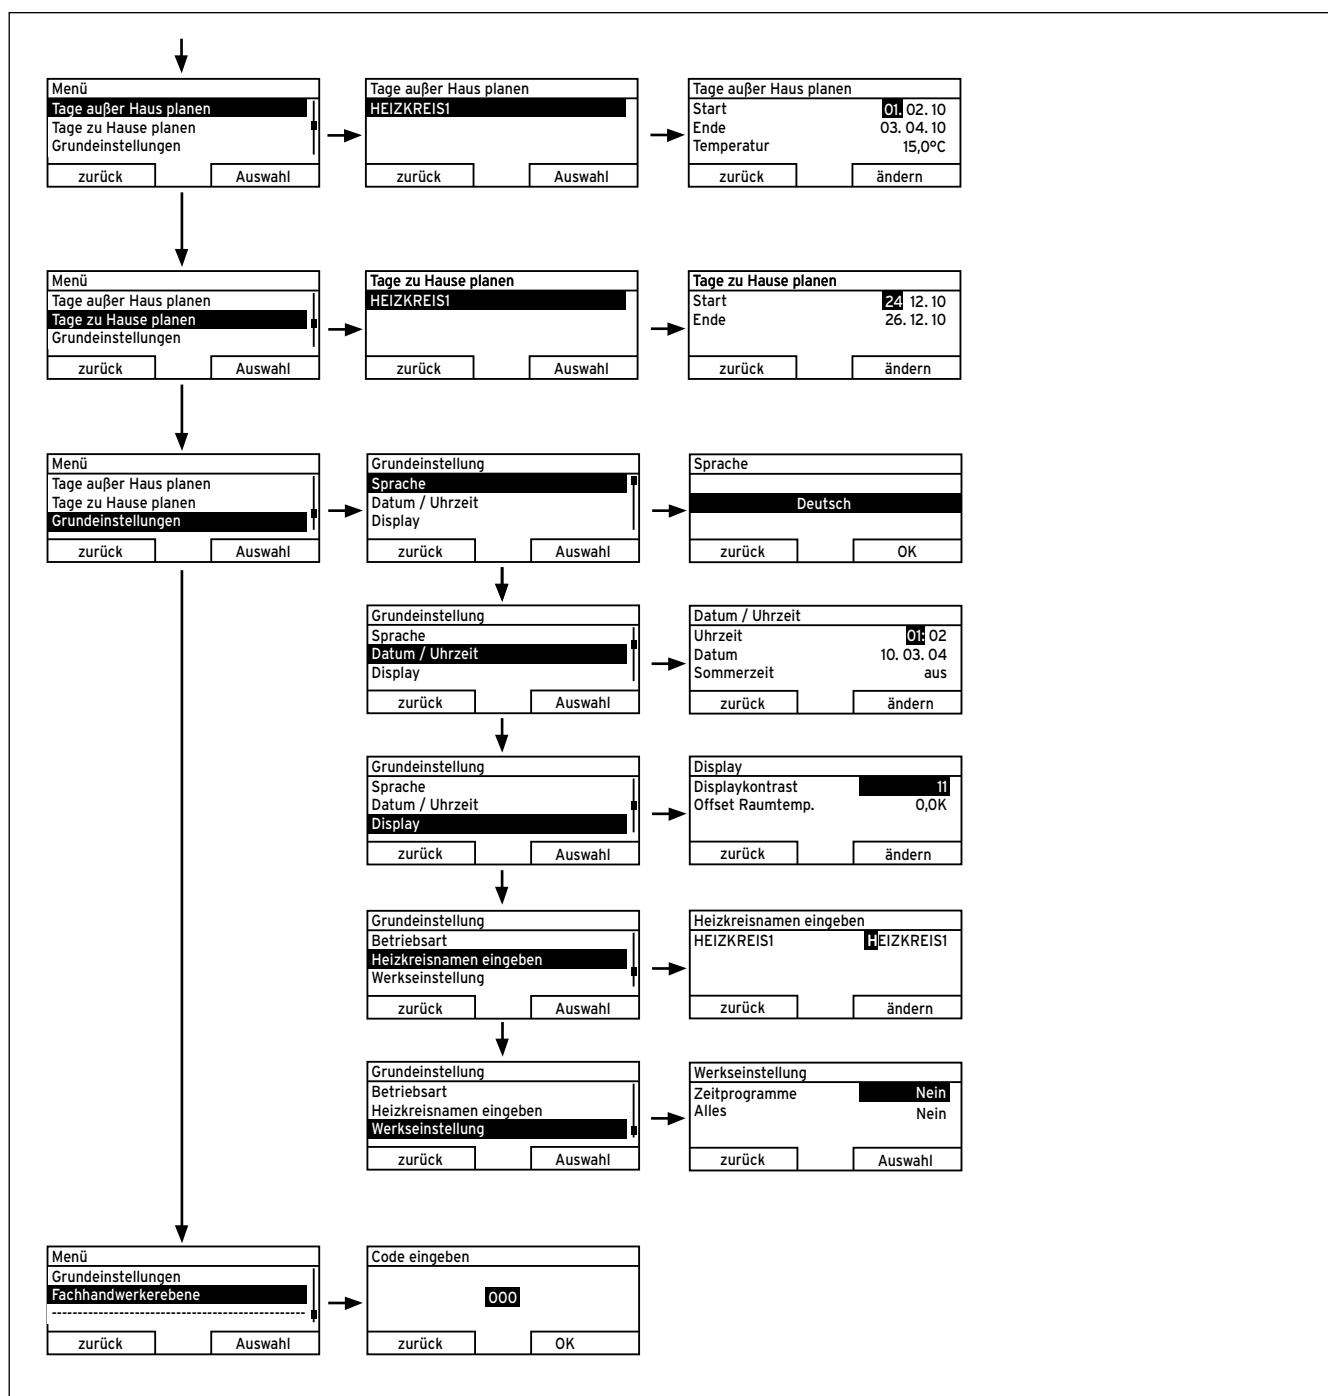 Menü
Tage außer Haus planen
Tage zu Hause planen
Grundeinstellungen
zurück Auswahl
Tage außer Haus planen
HEIZKREIS1
zurück Auswahl
Tage außer Haus planen
Start 01. 02. 10
Ende 03. 04. 10
Temperatur 15,0°C
zurück ändern
Menü
Tage außer Haus planen
Tage zu Hause planen
Grundeinstellungen
zurück Auswahl
Tage zu Hause planen
HEIZKREIS1
zurück Auswahl
Tage zu Hause planen
Start 24 12. 10
Ende 26. 12. 10
zurück ändern
Menü
Tage außer Haus planen
Tage zu Hause planen
Grundeinstellungen
zurück Auswahl
Grundeinstellung
Sprache
Datum / Uhrzeit
Display
zurück Auswahl
Sprache
Deutsch
zurück OK
Grundeinstellung
Sprache
Datum / Uhrzeit
Display
zurück Auswahl
Datum / Uhrzeit
Uhrzeit 01: 02
Datum 10. 03. 04
Sommerzeit aus
zurück ändern
Grundeinstellung
Sprache
Datum / Uhrzeit
Display
zurück Auswahl
Display
Displaykontrast 11
Offset Raumtemp. 0,0K
zurück ändern
Grundeinstellung
Betriebsart
Heizkreisnamen eingeben
Werkseinstellung
zurück Auswahl
Heizkreisnamen eingeben
HEIZKREIS1 HEIZKREIS1
zurück ändern
Grundeinstellung
Betriebsart
Heizkreisnamen eingeben
Werkseinstellung
zurück Auswahl
Werkseinstellung
Zeitprogramme Nein
Alles Nein
zurück Auswahl
Menü
Grundeinstellungen
Fachhandwerkerebene
----------------------------------------------
zurück Auswahl
Code eingeben
000
zurück OK